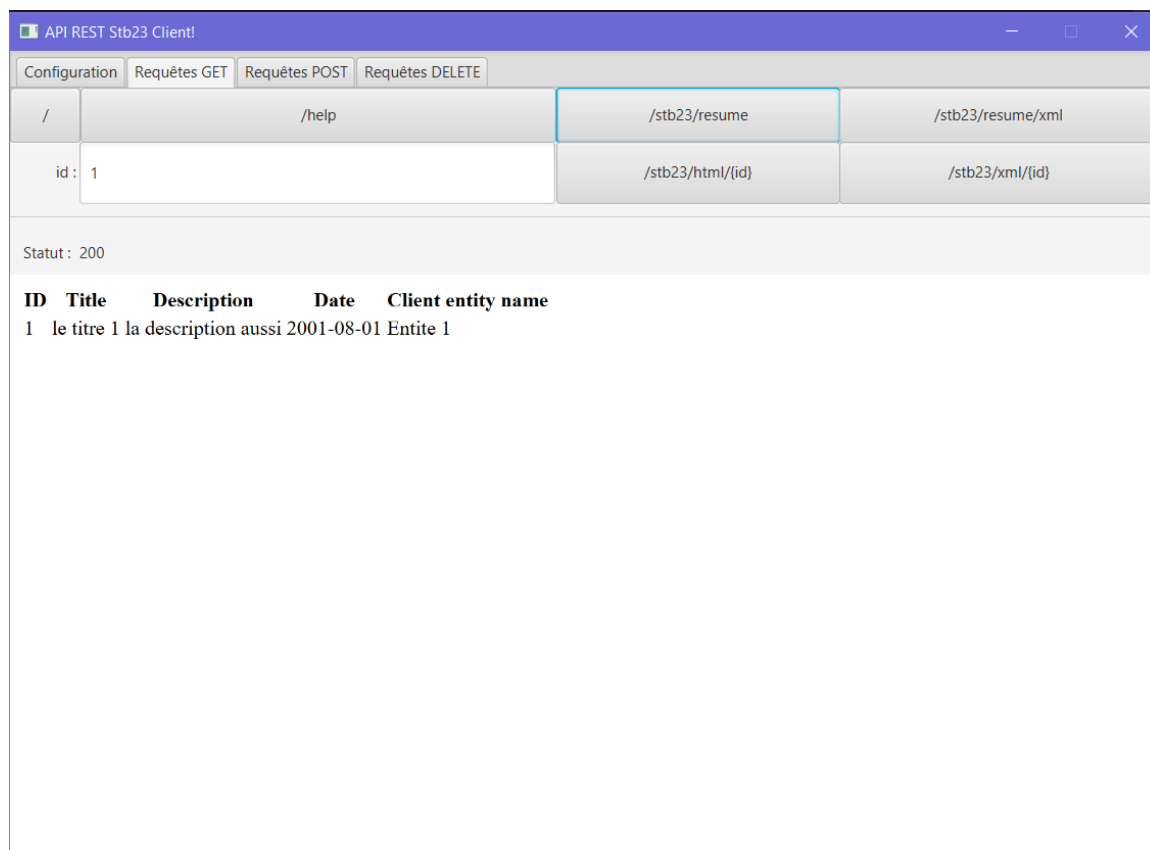 API REST Stb23 Client!
Configuration Requêtes GET Requêtes POST Requêtes DELETE
/ /help /stb23/resume /stb23/resume/xml
id : 1 /stb23/html/{id} /stb23/xml/{id}
Statut : 200
ID Title Description Date Client entity name
1 le titre 1 la description aussi 2001-08-01 Entite 1